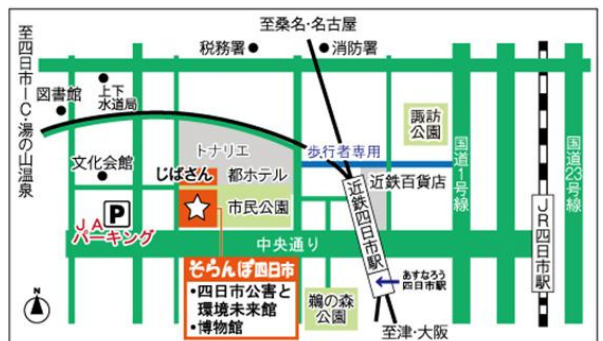 至桑名・名古屋
税務署
消防署
至四日市IC・湯の山温泉
図書館
上下
水道局
諏訪
公園
トナリエ
歩行者専用
国道1号線
国道23号線
文化会館
じばさん
都ホテル
近鉄百貨店
市民公園
P
JA
パーキング
近鉄四日市駅
JR四日市駅
中央通り
そらんぽ四日市
・四日市公害と
環境未来館
・博物館
あすなろう
四日市駅
鵜の森
公園
N
至津・大阪